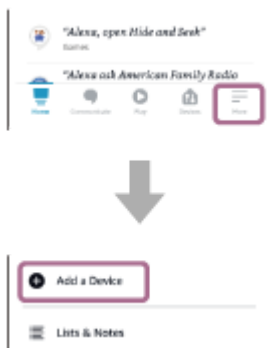 "Alexa, open Hide and Seek"
Games
"Alexa ask American Family Radio
Home Communicate Play Devices More
Add a Device
Lists & Notes